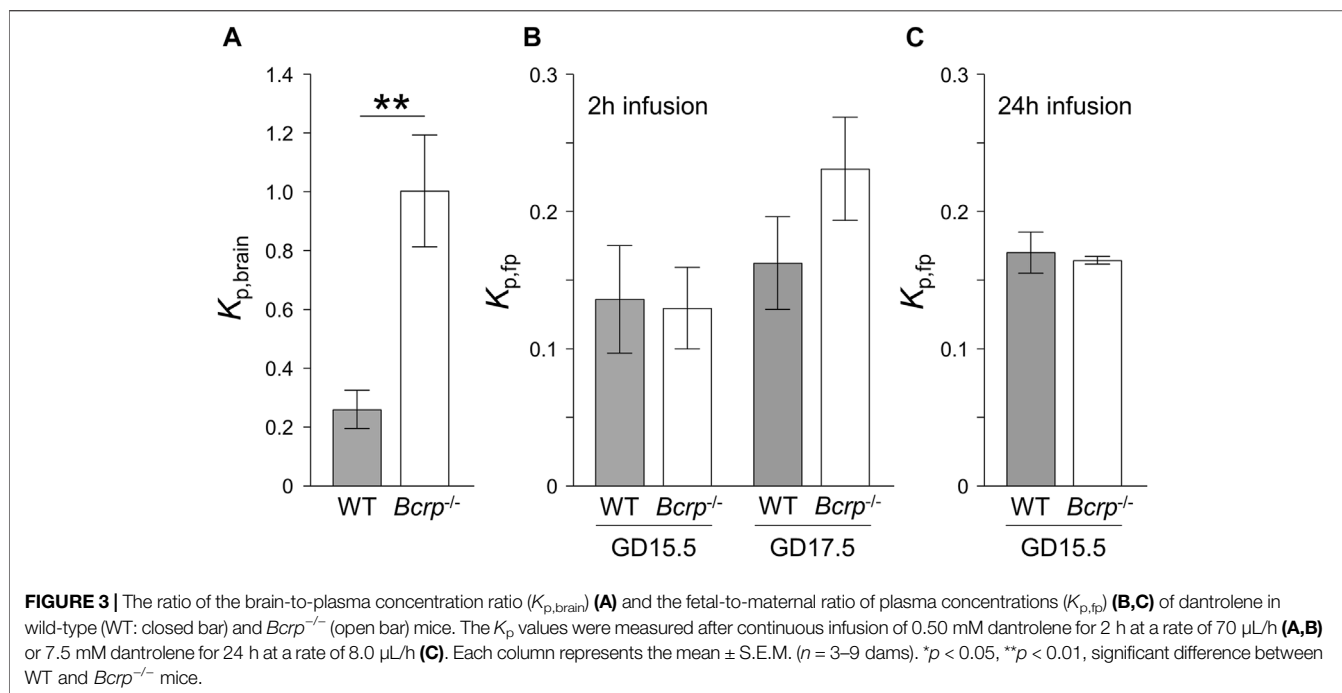 A
B
C
1.4
1.2
1.0
0.8
0.6
0.4
0.2
0
Kp,brain
**
WT Bcrp-/-
0.3
0.2
0.1
0
Kp,fp
2h infusion
WT Bcrp-/- WT Bcrp-/-
GD15.5 GD17.5
0.3
0.2
0.1
0
Kp,fp
24h infusion
WT Bcrp-/-
GD15.5
FIGURE 3 | The ratio of the brain-to-plasma concentration ratio (Kp,brain) (A) and the fetal-to-maternal ratio of plasma concentrations (Kp,fp) (B,C) of dantrolene in
wild-type (WT: closed bar) and Bcrp−/− (open bar) mice. The Kp values were measured after continuous infusion of 0.50 mM dantrolene for 2 h at a rate of 70 μL/h (A,B)
or 7.5 mM dantrolene for 24 h at a rate of 8.0 μL/h (C). Each column represents the mean ± S.E.M. (n = 3–9 dams). *p < 0.05, **p < 0.01, significant difference between
WT and Bcrp−/− mice.